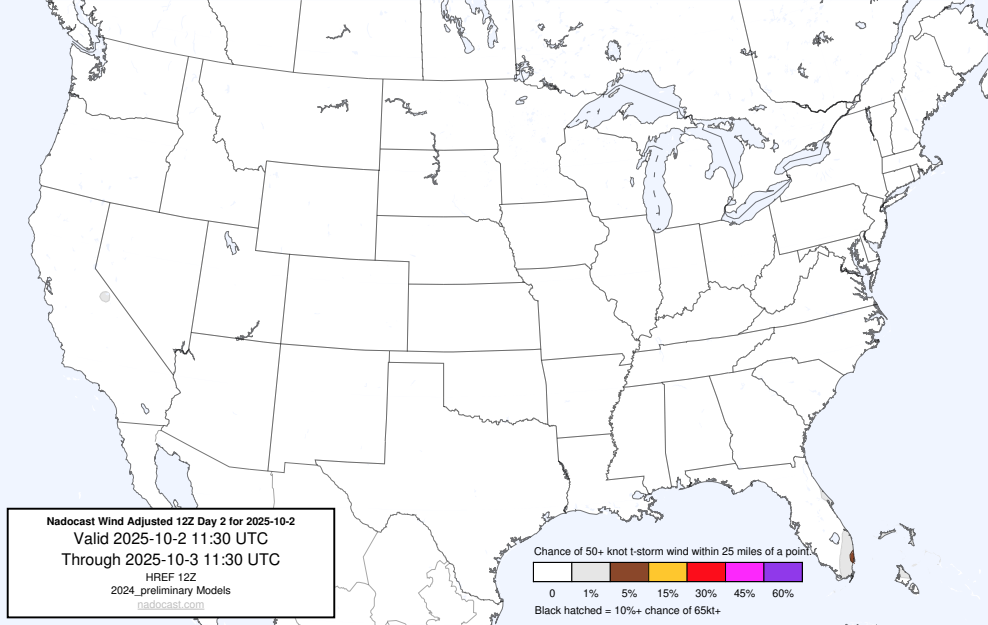 Nadocast Wind Adjusted 12Z Day 2 for 2025-10-2
Valid 2025-10-2 11:30 UTC
Through 2025-10-3 11:30 UTC
HREF 12Z
2024_preliminary Models
nadocast.com
Chance of 50+ knot t-storm wind within 25 miles of a point.
0 1% 5% 15% 30% 45% 60%
Black hatched = 10%+ chance of 65kt+